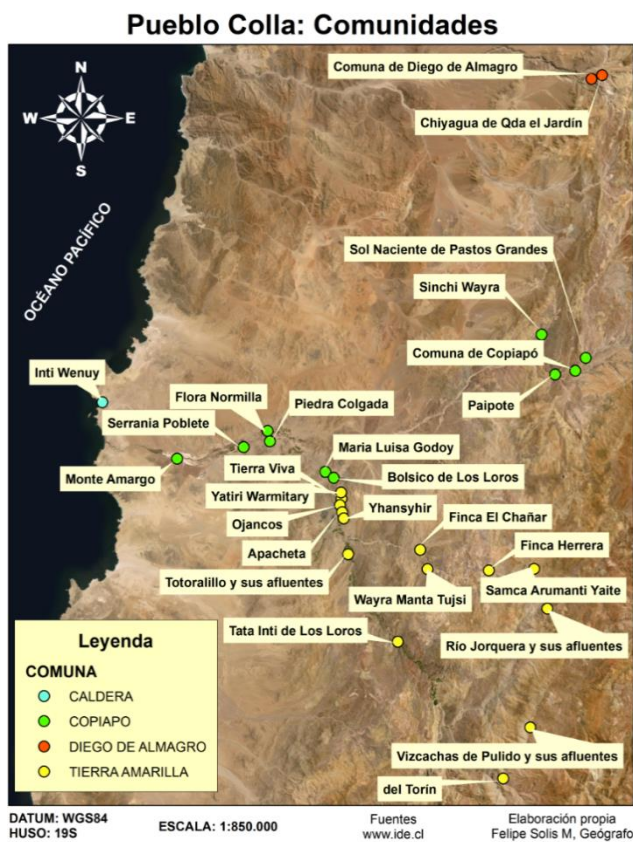 Pueblo Colla: Comunidades
Comuna de Diego de Almagro
N
W E
S
Chiyagua de Qda el Jardín
OCÉANO PACÍFICO
Sol Naciente de Pastos Grandes
Sinchi Wayra
Comuna de Copiapó
Inti Wenuy
Flora Normilla
Piedra Colgada
Paipote
Serrania Poblete
Maria Luisa Godoy
Monte Amargo
Tierra Viva
Bolsico de Los Loros
Yatiri Warmitary
Yhansyhir
Ojancos
Finca El Chañar
Apacheta
Finca Herrera
Totoralillo y sus afluentes
Wayra Manta Tujsi
Samca Arumanti Yaite
Tata Inti de Los Loros
Río Jorquera y sus afluentes
Leyenda
COMUNA
CALDERA
COPIAPO
DIEGO DE ALMAGRO
TIERRA AMARILLA
Vizcachas de Pulido y sus afluentes
del Torín
DATUM: WGS84
HUSO: 19S
ESCALA: 1:850.000
Fuentes
www.ide.cl
Elaboración propia
Felipe Solis M, Geógrafo